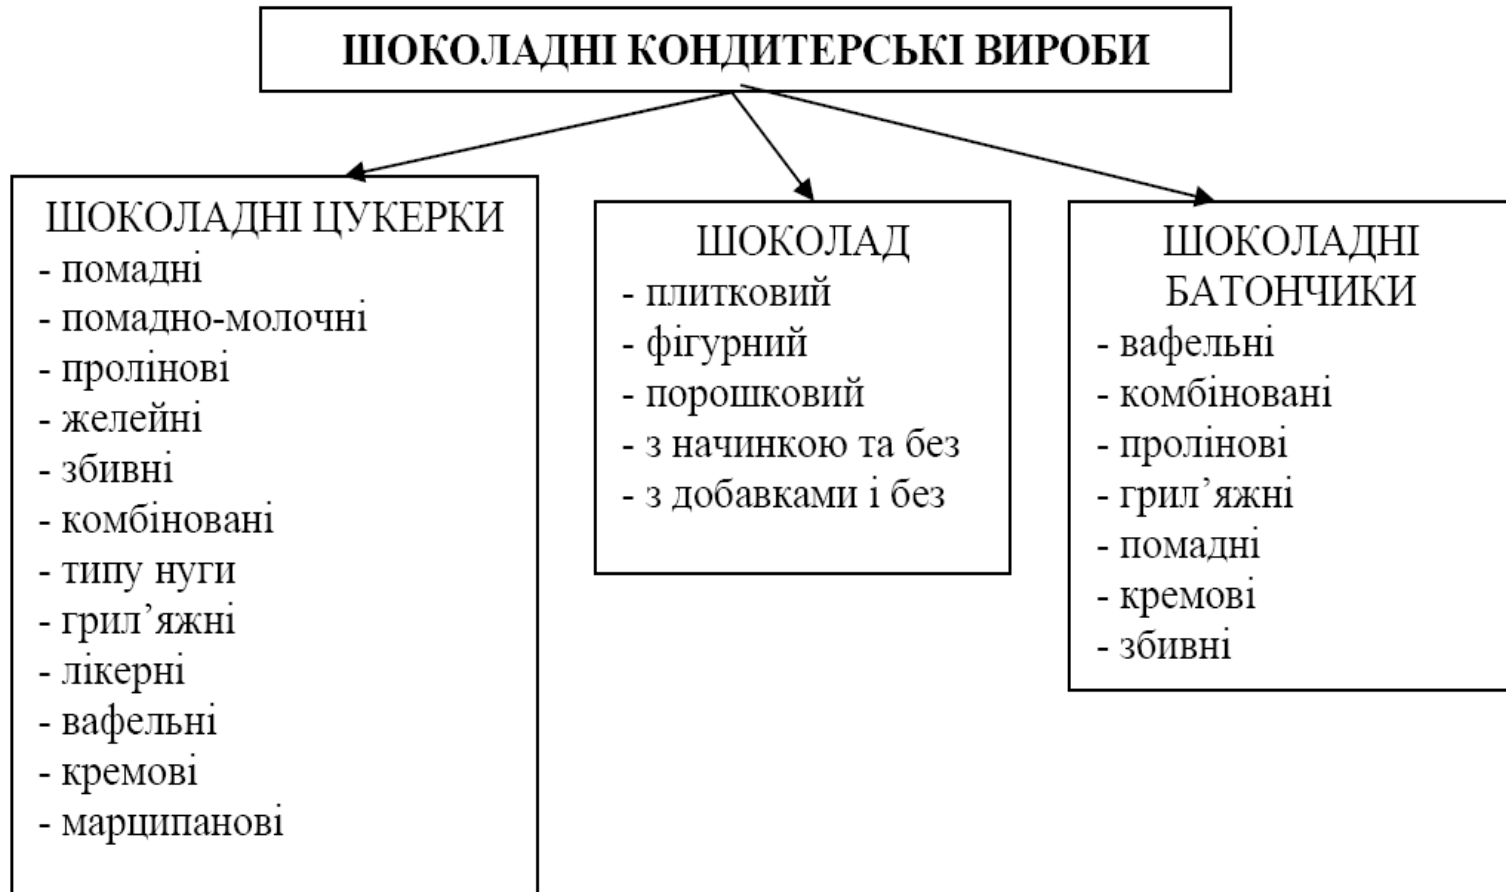 ШОКОЛАДНІ КОНДИТЕРСЬКІ ВИРОБИ
ШОКОЛАДНІ ЦУКЕРКИ
- помадні
- помадно-молочні
- пролінові
- желейні
- збивні
- комбіновані
- типу нуги
- грил’яжні
- лікерні
- вафельні
- кремові
- марципанові
ШОКОЛАД
- плитковий
- фігурний
- порошковий
- з начинкою та без
- з добавками і без
ШОКОЛАДНІ
БАТОНЧИКИ
- вафельні
- комбіновані
- пролінові
- грил’яжні
- помадні
- кремові
- збивні